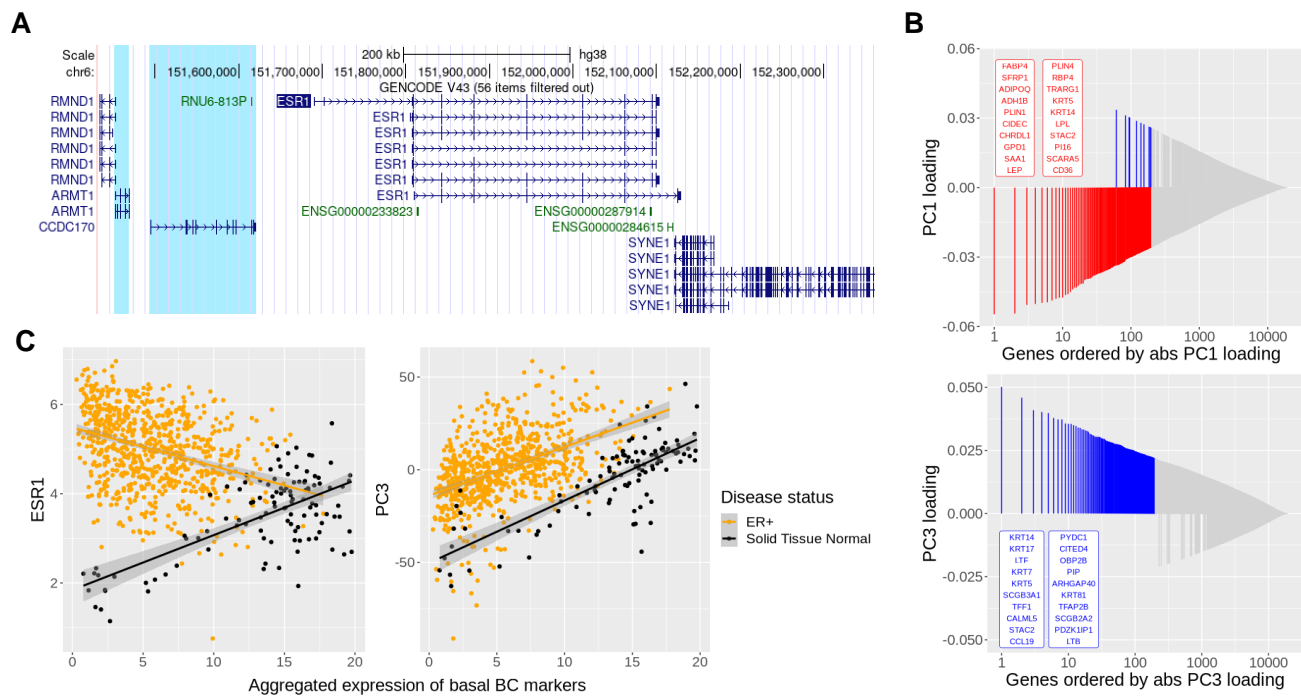 A
Scale 200 kb hg38
chr6: 151,600,000 151,700,000 151,800,000 151,900,000 152,000,000 152,100,000 152,200,000 152,300,000
GENCODE V43 (56 items filtered out)
RMND1 RNU6-813P ESR1
RMND1 ESR1
RMND1 ESR1
RMND1 ESR1
RMND1 ESR1
RMND1 ESR1
ARMT1 ESR1
ARMT1 ENSG00000233823 ENSG00000287914
CCDC170 ENSG00000284615
SYNE1
SYNE1
SYNE1
SYNE1
SYNE1
B
PC1 loading
0.06
0.03
0.00
-0.03
-0.06
FABP4 PLIN4
SFRP1 RBP4
ADIPOQ TRARG1
ADH1B KRT5
PLIN1 KRT14
CIDEC LPL
CHRDL1 STAC2
GPD1 PI16
SAA1 SCARA5
LEP CD36
1 10 100 1000 10000
Genes ordered by abs PC1 loading
PC3 loading
0.050
0.025
0.000
-0.025
-0.050
KRT14 PYDC1
KRT17 CITED4
LTF OBP2B
KRT7 PIP
KRT5 ARHGAP40
SCGB3A1 KRT81
TFF1 TFAP2B
CALML5 SCGB2A2
STAC2 PDZK1IP1
CCL19 LTB
1 10 100 1000 10000
Genes ordered by abs PC3 loading
C
ESR1
6
4
2
0 5 10 15 20
PC3
50
0
-50
0 5 10 15 20
Aggregated expression of basal BC markers
Disease status
ER+
Solid Tissue Normal